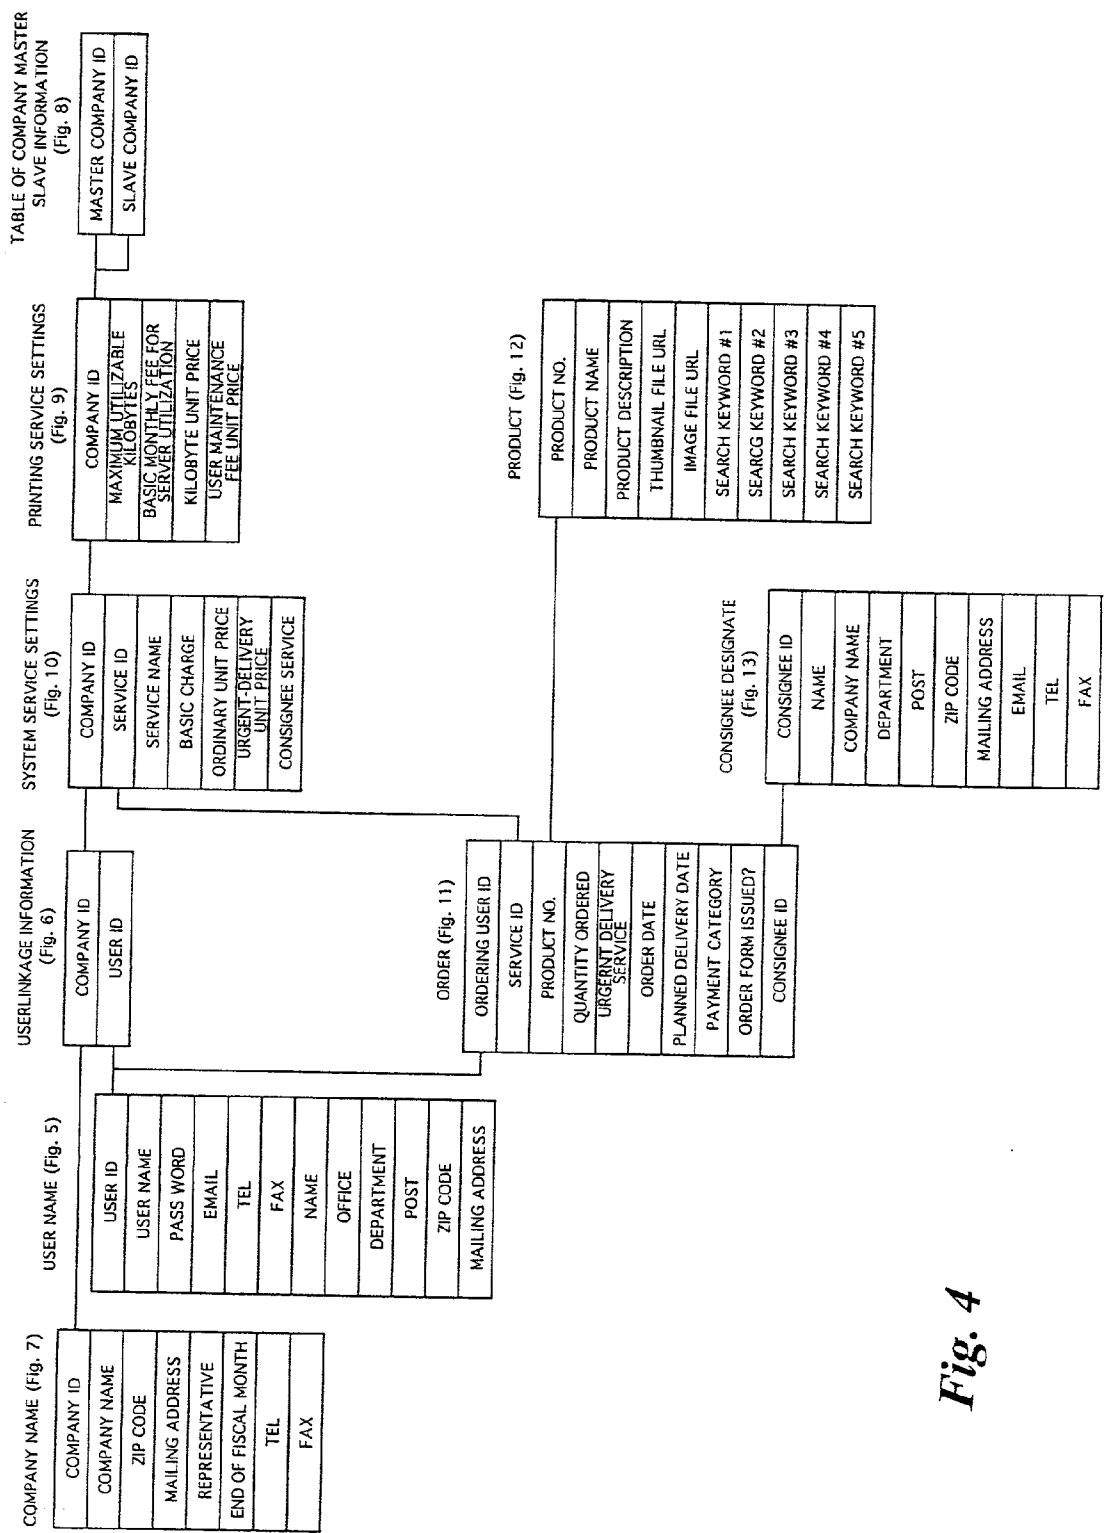 COMPANY NAME (Fig. 7)
COMPANY ID
COMPANY NAME
ZIP CODE
MAILING ADDRESS
REPRESENTATIVE
END OF FISCAL MONTH
TEL
FAX
USER NAME (Fig. 5)
USER ID
USER NAME
PASS WORD
EMAIL
TEL
FAX
NAME
OFFICE
DEPARTMENT
POST
ZIP CODE
MAILING ADDRESS
USERLINKAGE INFORMATION
(Fig. 6)
COMPANY ID
USER ID
SYSTEM SERVICE SETTINGS
(Fig. 10)
COMPANY ID
SERVICE ID
SERVICE NAME
BASIC CHARGE
ORDINARY UNIT PRICE
URGENT-DELIVERY
UNIT PRICE
CONSIGNEE SERVICE
PRINTING SERVICE SETTINGS
(Fig. 9)
COMPANY ID
MAXIMUM UTILIZABLE
KILOBYTES
BASIC MONTHLY FEE FOR
SERVER UTILIZATION
KILOBYTE UNIT PRICE
USER MAINTENANCE
FEE UNIT PRICE
TABLE OF COMPANY MASTER
SLAVE INFORMATION
(Fig. 8)
MASTER COMPANY ID
SLAVE COMPANY ID
ORDER (Fig. 11)
ORDERING USER ID
SERVICE ID
PRODUCT NO.
QUANTITY ORDERED
URGERNT DELIVERY
SERVICE
ORDER DATE
PLANNED DELIVERY DATE
PAYMENT CATEGORY
ORDER FORM ISSUED?
CONSIGNEE ID
PRODUCT (Fig. 12)
PRODUCT NO.
PRODUCT NAME
PRODUCT DESCRIPTION
THUMBNAIL FILE URL
IMAGE FILE URL
SEARCH KEYWORD #1
SEARCG KEYWORD #2
SEARCH KEYWORD #3
SEARCH KEYWORD #4
SEARCH KEYWORD #5
CONSIGNEE DESIGNATE
(Fig. 13)
CONSIGNEE ID
NAME
COMPANY NAME
DEPARTMENT
POST
ZIP CODE
MAILING ADDRESS
EMAIL
TEL
FAX
Fig. 4